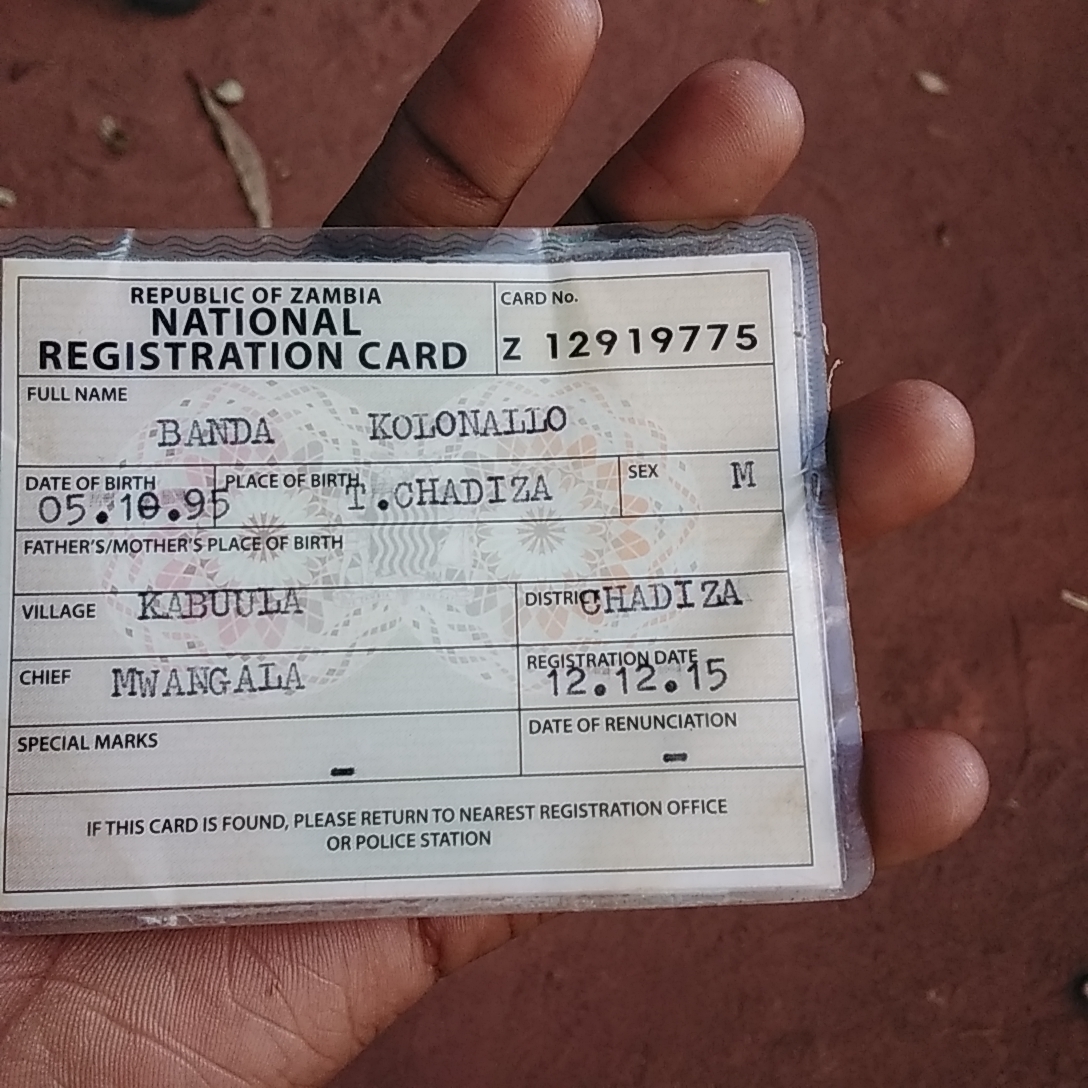 REPUBLIC OF ZAMBIA
NATIONAL
REGISTRATION CARD
CARD No.
Z 12919775
FULL NAME
BANDA KOLONALLO
DATE OF BIRTH
05.10.95
PLACE OF BIRTH
T.CHADIZA
SEX
M
FATHER'S/MOTHER'S PLACE OF BIRTH
VILLAGE KABUULA
DISTRICT CHADIZA
CHIEF MWANGALA
REGISTRATION DATE
12.12.15
SPECIAL MARKS
-
DATE OF RENUNCIATION
-
IF THIS CARD IS FOUND, PLEASE RETURN TO NEAREST REGISTRATION OFFICE
OR POLICE STATION